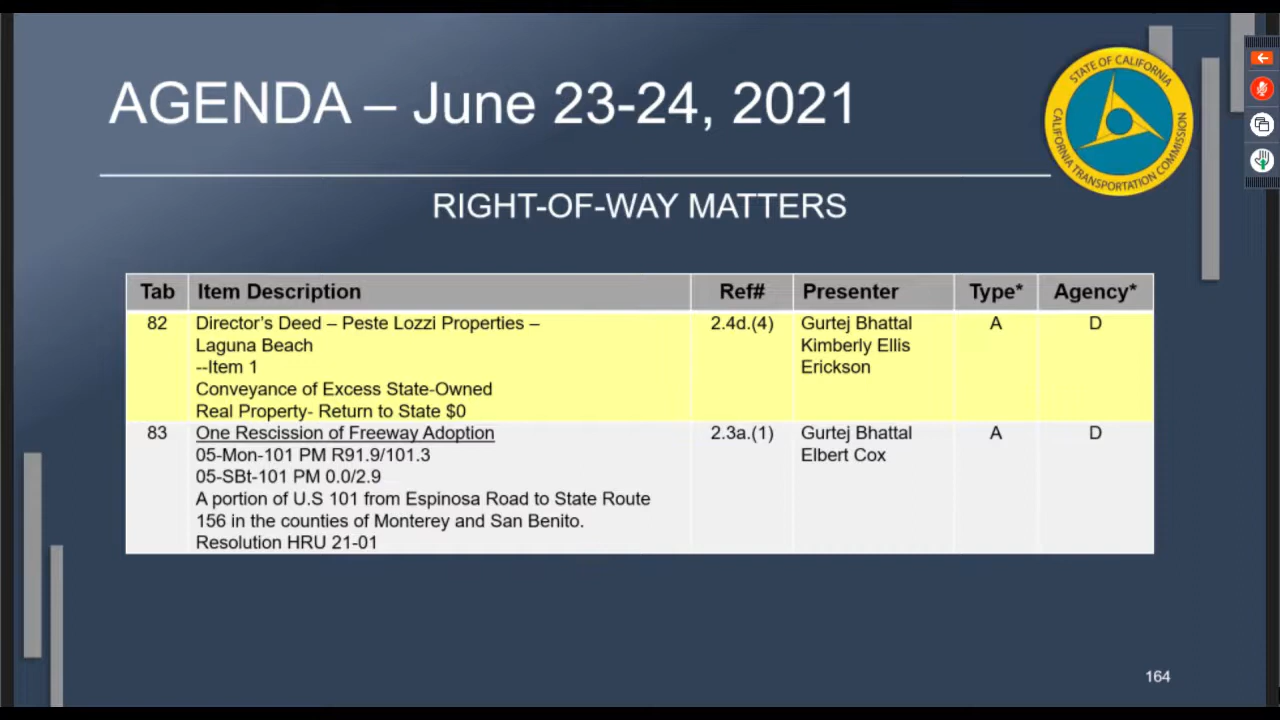 AGENDA – June 23-24, 2021
STATE OF CALIFORNIA
CALIFORNIA TRANSPORTATION COMMISSION
RIGHT-OF-WAY MATTERS
Tab Item Description Ref# Presenter Type* Agency*
82 Director's Deed – Peste Lozzi Properties – 2.4d.(4) Gurtej Bhattal A D
Laguna Beach Kimberly Ellis
--Item 1 Erickson
Conveyance of Excess State-Owned
Real Property- Return to State $0
83 One Rescission of Freeway Adoption 2.3a.(1) Gurtej Bhattal A D
05-Mon-101 PM R91.9/101.3 Elbert Cox
05-SBt-101 PM 0.0/2.9
A portion of U.S 101 from Espinosa Road to State Route
156 in the counties of Monterey and San Benito.
Resolution HRU 21-01
164